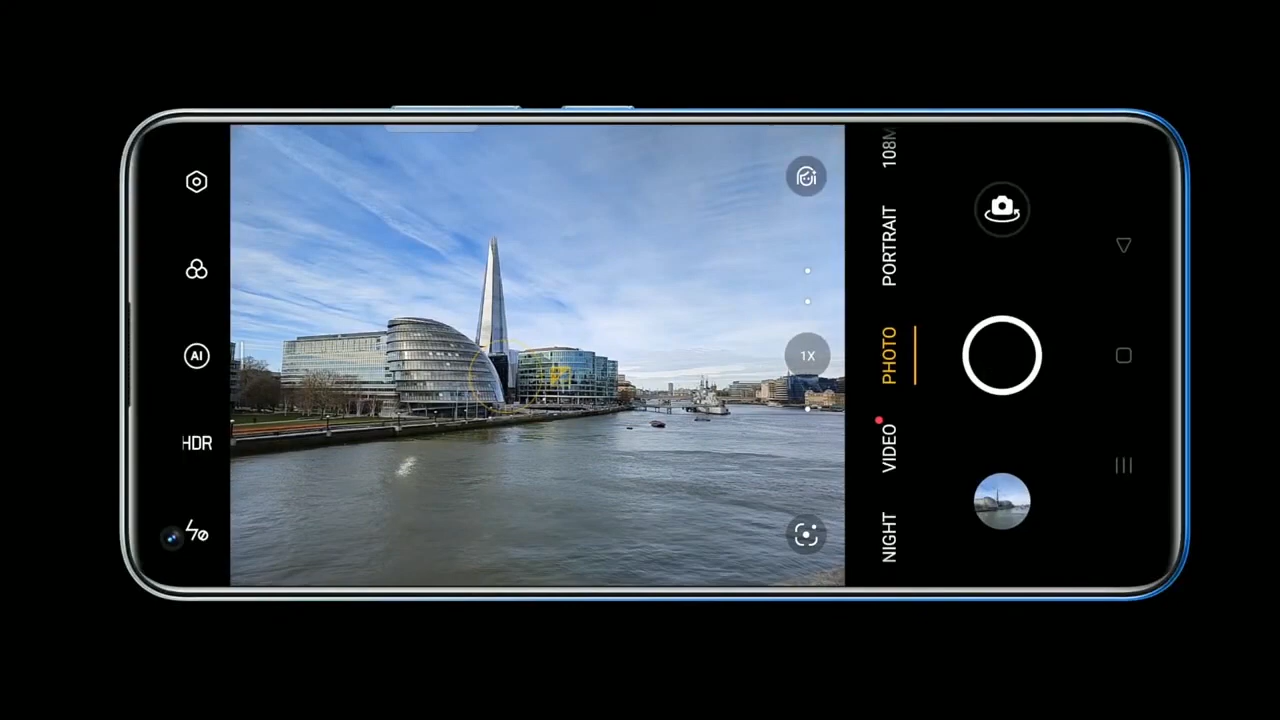 AI
HDR
1X
108M
PORTRAIT
PHOTO
VIDEO
NIGHT